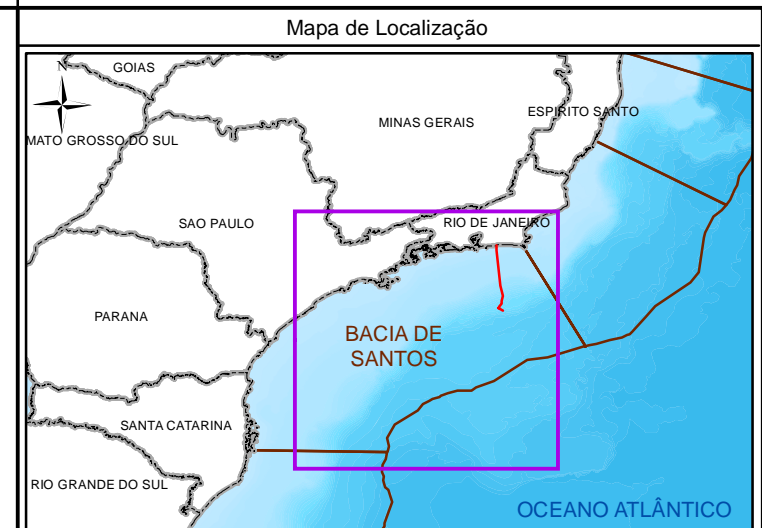 Mapa de Localização
N
GOIAS
MINAS GERAIS
ESPIRITO SANTO
MATO GROSSO DO SUL
SAO PAULO
RIO DE JANEIRO
PARANA
BACIA DE
SANTOS
SANTA CATARINA
RIO GRANDE DO SUL
OCEANO ATLÂNTICO